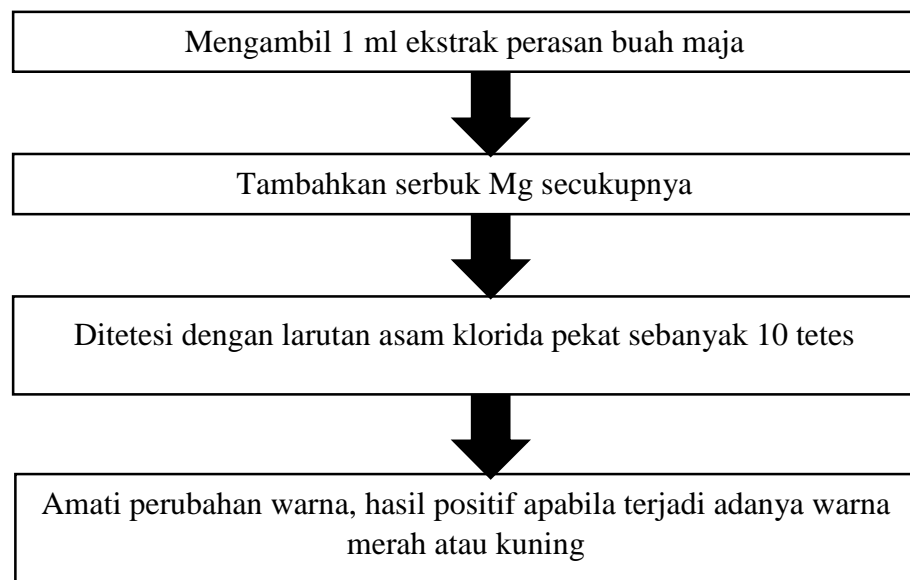 Mengambil 1 ml ekstrak perasan buah maja
Tambahkan serbuk Mg secukupnya
Ditetesi dengan larutan asam klorida pekat sebanyak 10 tetes
Amati perubahan warna, hasil positif apabila terjadi adanya warna
merah atau kuning